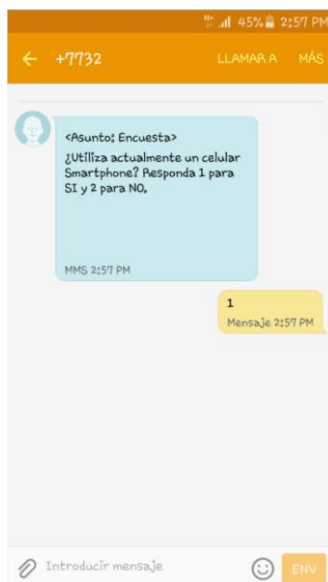 45% 2:57 PM
+7732 LLAMAR A MÁS
<Asunto: Encuesta>
¿Utiliza actualmente un celular
Smartphone? Responda 1 para
SI y 2 para NO.
MMS 2:57 PM
1
Mensaje 2:57 PM
Introducir mensaje ENV